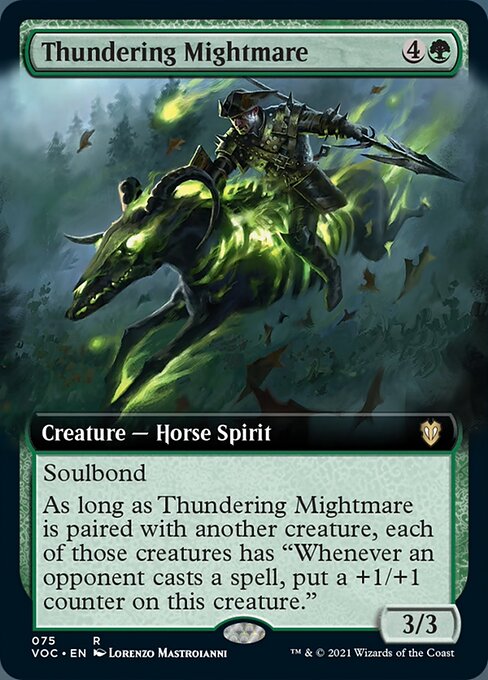 Thundering Mightmare 4
Creature — Horse Spirit
Soulbond
As long as Thundering Mightmare
is paired with another creature, each
of those creatures has “Whenever an
opponent casts a spell, put a +1/+1
counter on this creature.”
3/3
075 R
VOC • EN Lorenzo Mastroianni ™ & © 2021 Wizards of the Coast